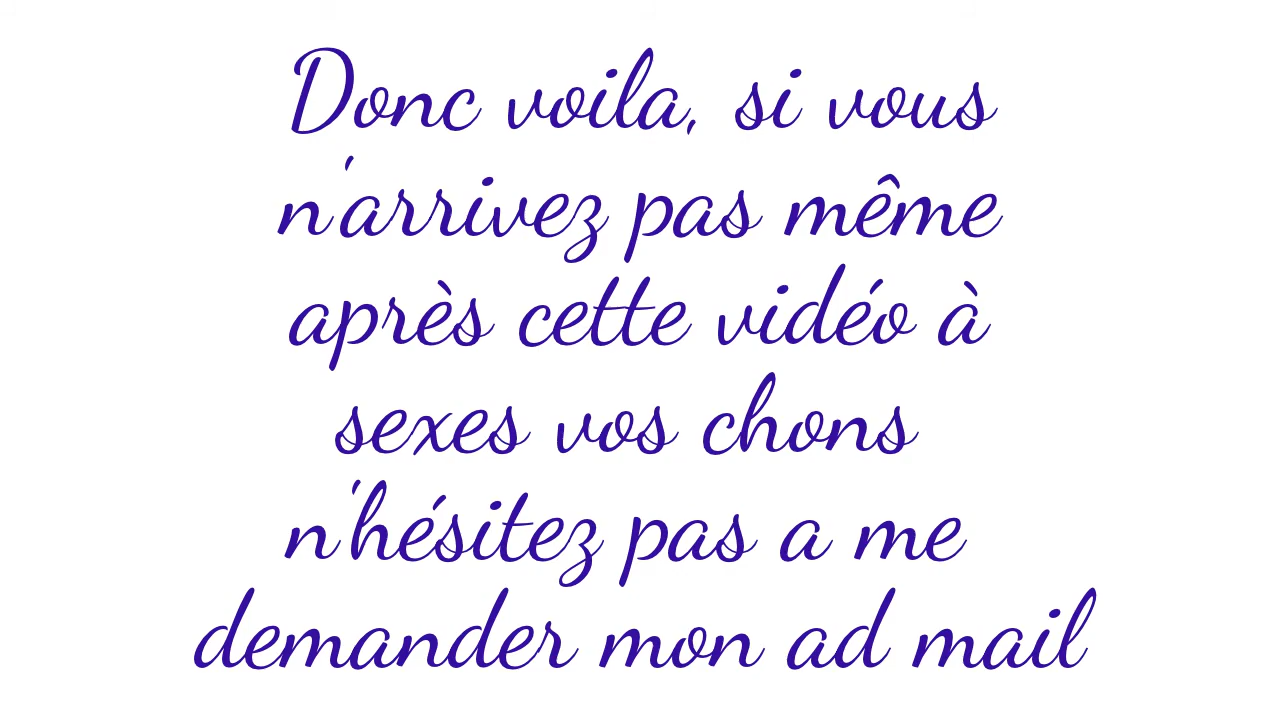 Donc voila, si vous
n'arrivez pas même
après cette vidéo à
sexes vos chons
n'hésitez pas a me
demander mon ad mail